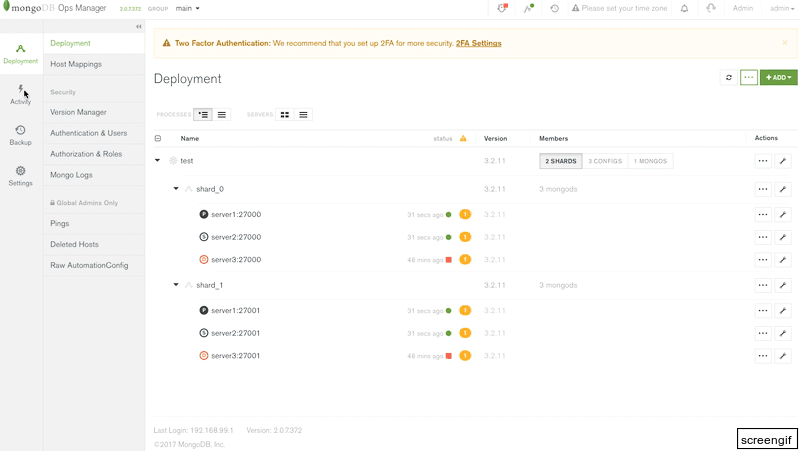 mongoDB Ops Manager 2.0.7.372 GROUP main Please set your time zone Admin admin
Two Factor Authentication: We recommend that you set up 2FA for more security. 2FA Settings ×
Deployment
Activity
Backup
Settings
Deployment
Host Mappings
Security
Version Manager
Authentication & Users
Authorization & Roles
Mongo Logs
Global Admins Only
Pings
Deleted Hosts
Raw AutomationConfig
Deployment
+ ADD
PROCESSES SERVERS
Name status Version Members Actions
test 3.2.11 2 SHARDS 3 CONFIGS 1 MONGOS
shard_0 3.2.11 3 mongods
P server1:27000 31 secs ago 1 3.2.11
S server2:27000 31 secs ago 1 3.2.11
D server3:27000 46 mins ago 1 3.2.11
shard_1 3.2.11 3 mongods
P server1:27001 31 secs ago 1 3.2.11
S server2:27001 31 secs ago 1 3.2.11
D server3:27001 46 mins ago 1 3.2.11
Last Login: 192.168.99.1 Version: 2.0.7.372
©2017 MongoDB, Inc.
screengif